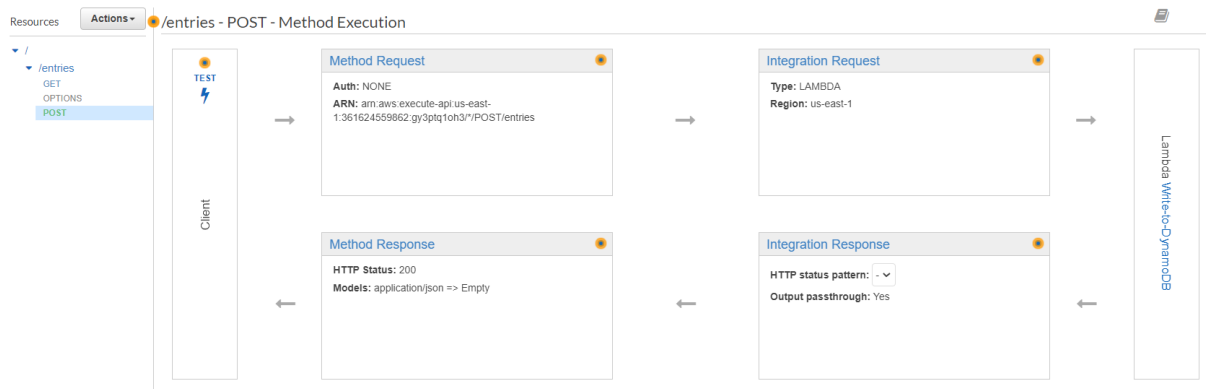 Resources
Actions
/entries - POST - Method Execution
/
/entries
GET
OPTIONS
POST
TEST
Client
Method Request
Auth: NONE
ARN: arn:aws:execute-api:us-east-
1:361624559862:gy3ptq1oh3/*/POST/entries
Integration Request
Type: LAMBDA
Region: us-east-1
Lambda Write-to-DynamoDB
Method Response
HTTP Status: 200
Models: application/json => Empty
Integration Response
HTTP status pattern: -
Output passthrough: Yes